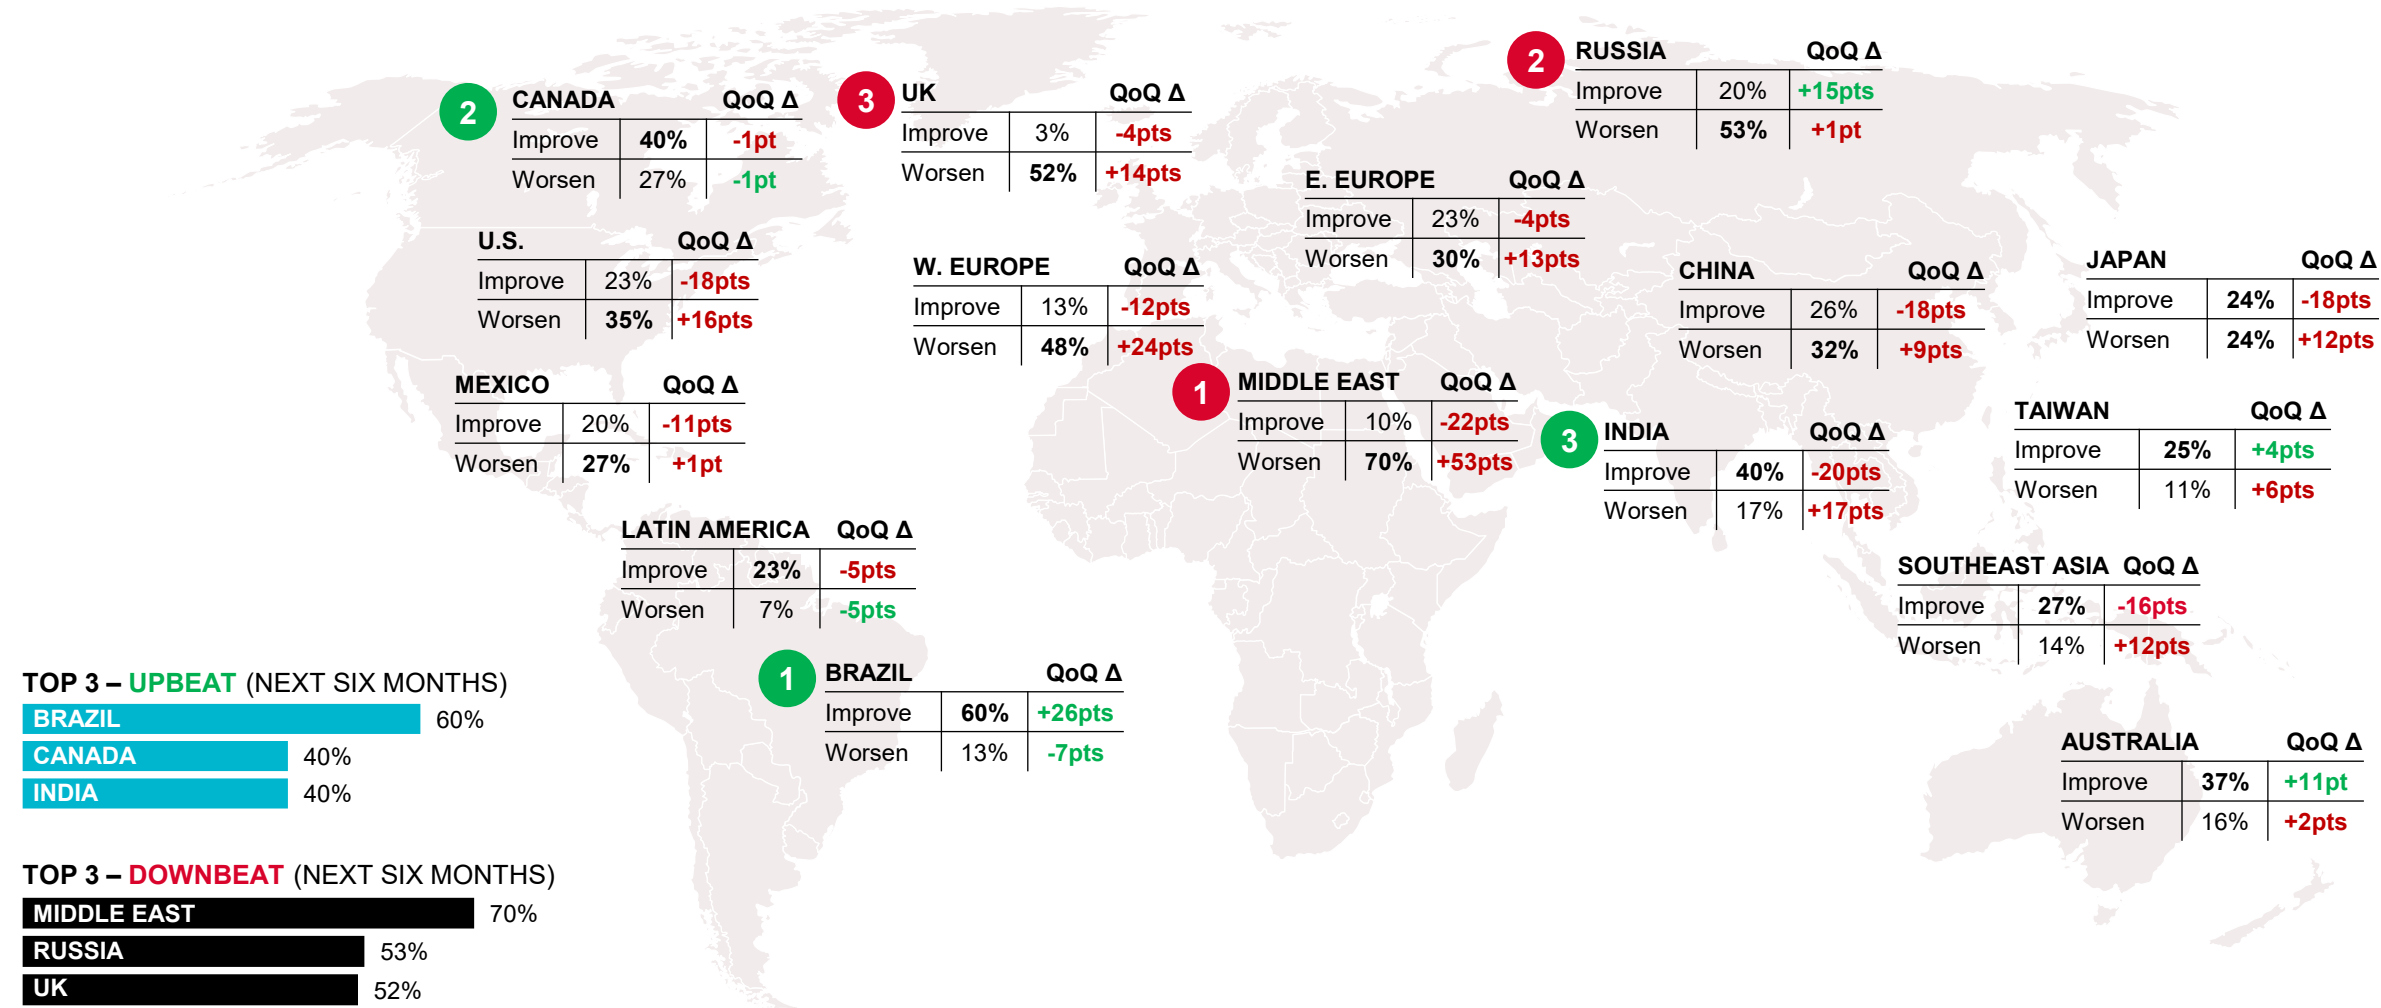 2
CANADA QoQ Δ
Improve 40% -1pt
Worsen 27% -1pt
3
UK QoQ Δ
Improve 3% -4pts
Worsen 52% +14pts
2
RUSSIA QoQ Δ
Improve 20% +15pts
Worsen 53% +1pt
E. EUROPE QoQ Δ
Improve 23% -4pts
Worsen 30% +13pts
U.S. QoQ Δ
Improve 23% -18pts
Worsen 35% +16pts
W. EUROPE QoQ Δ
Improve 13% -12pts
Worsen 48% +24pts
CHINA QoQ Δ
Improve 26% -18pts
Worsen 32% +9pts
JAPAN QoQ Δ
Improve 24% -18pts
Worsen 24% +12pts
MEXICO QoQ Δ
Improve 20% -11pts
Worsen 27% +1pt
1
MIDDLE EAST QoQ Δ
Improve 10% -22pts
Worsen 70% +53pts
3
INDIA QoQ Δ
Improve 40% -20pts
Worsen 17% +17pts
TAIWAN QoQ Δ
Improve 25% +4pts
Worsen 11% +6pts
LATIN AMERICA QoQ Δ
Improve 23% -5pts
Worsen 7% -5pts
SOUTHEAST ASIA QoQ Δ
Improve 27% -16pts
Worsen 14% +12pts
1
BRAZIL QoQ Δ
Improve 60% +26pts
Worsen 13% -7pts
AUSTRALIA QoQ Δ
Improve 37% +11pt
Worsen 16% +2pts
TOP 3 – UPBEAT (NEXT SIX MONTHS)
BRAZIL 60%
CANADA 40%
INDIA 40%
TOP 3 – DOWNBEAT (NEXT SIX MONTHS)
MIDDLE EAST 70%
RUSSIA 53%
UK 52%